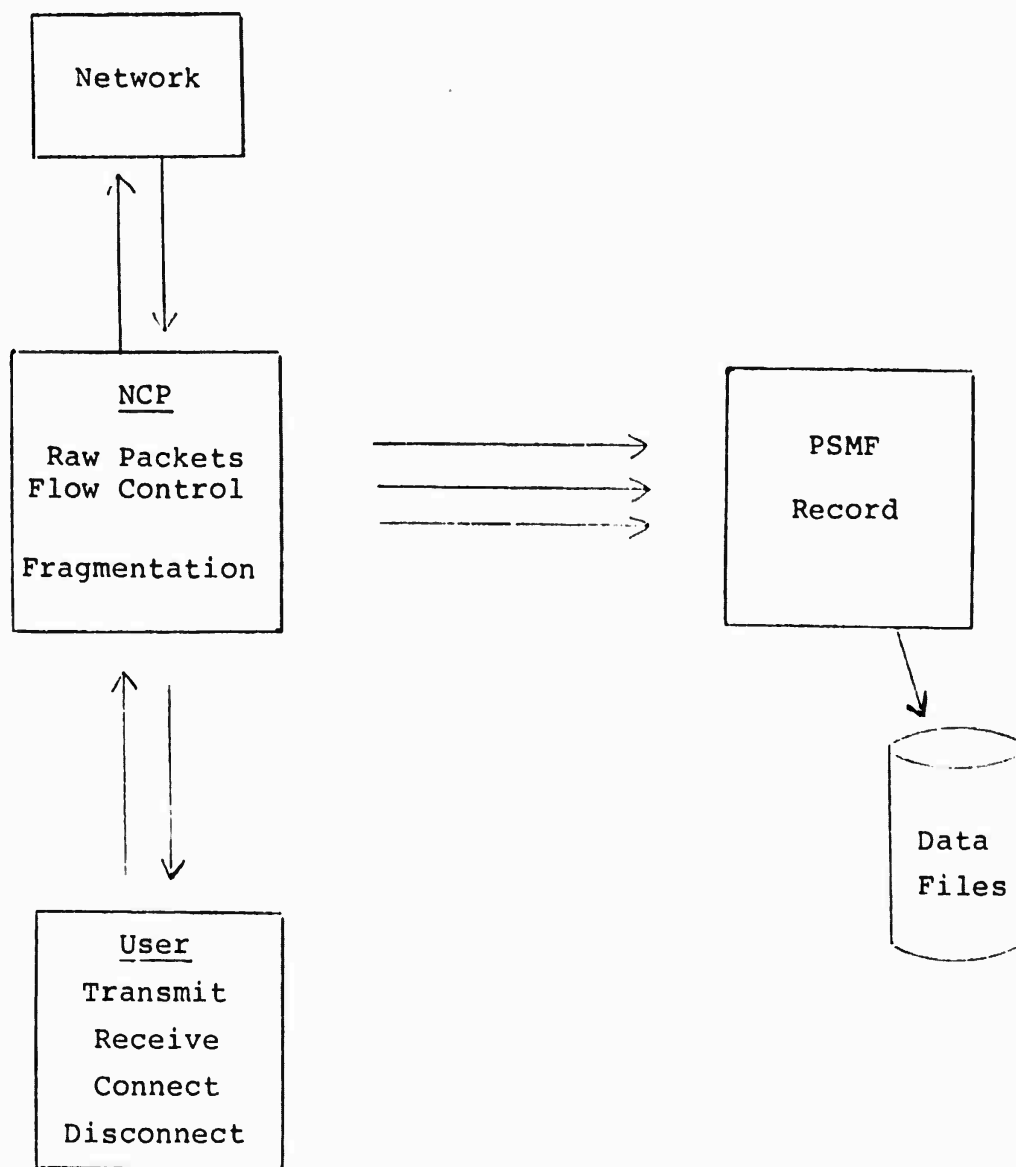 Network
NCP
Raw Packets
Flow Control
Fragmentation
PSMF
Record
Data
Files
User
Transmit
Receive
Connect
Disconnect